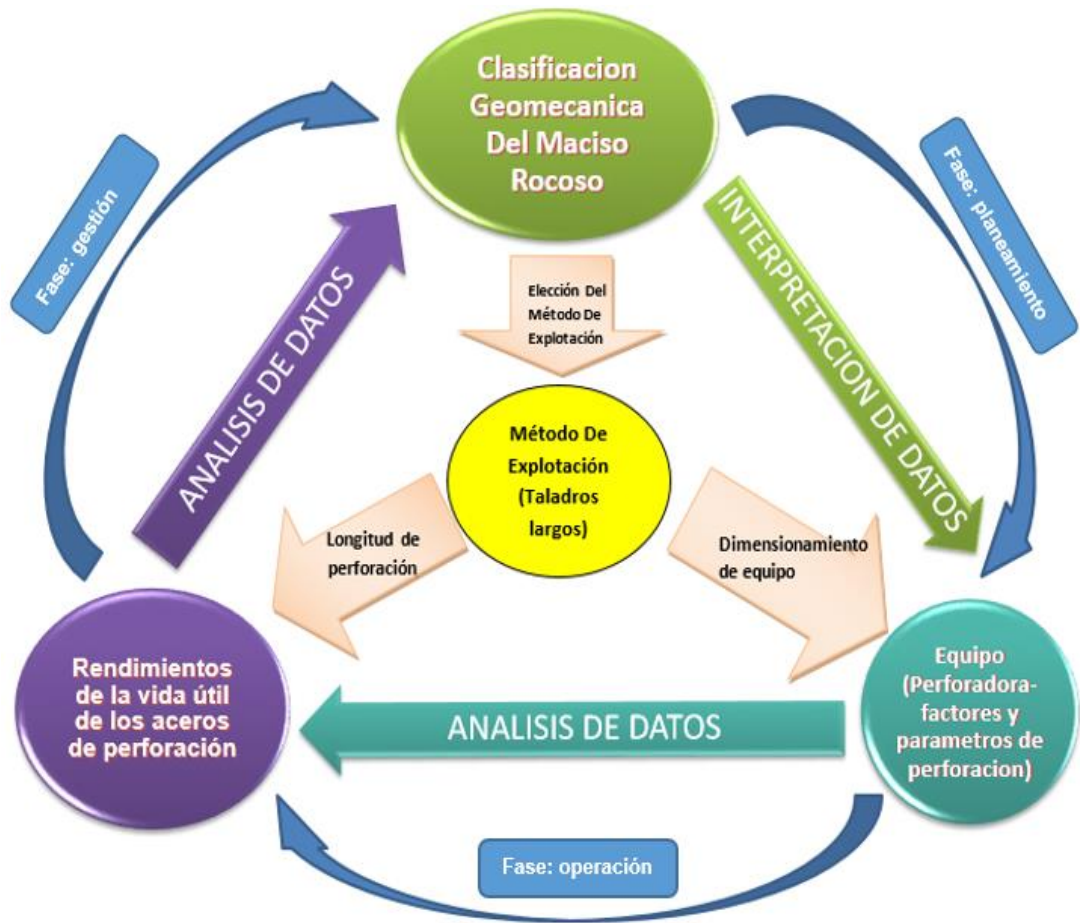 Clasificacion
Geomecanica
Del Maciso
Rocoso
Fase: gestión
Fase: planeamiento
ANALISIS DE DATOS
Elección Del
Método De
Explotación
INTERPRETACION DE DATOS
Método De
Explotación
(Taladros
largos)
Longitud de
perforación
Dimensionamiento
de equipo
Rendimientos
de la vida útil
de los aceros
de perforación
ANALISIS DE DATOS
Equipo
(Perforadora-
factores y
parametros de
perforacion)
Fase: operación